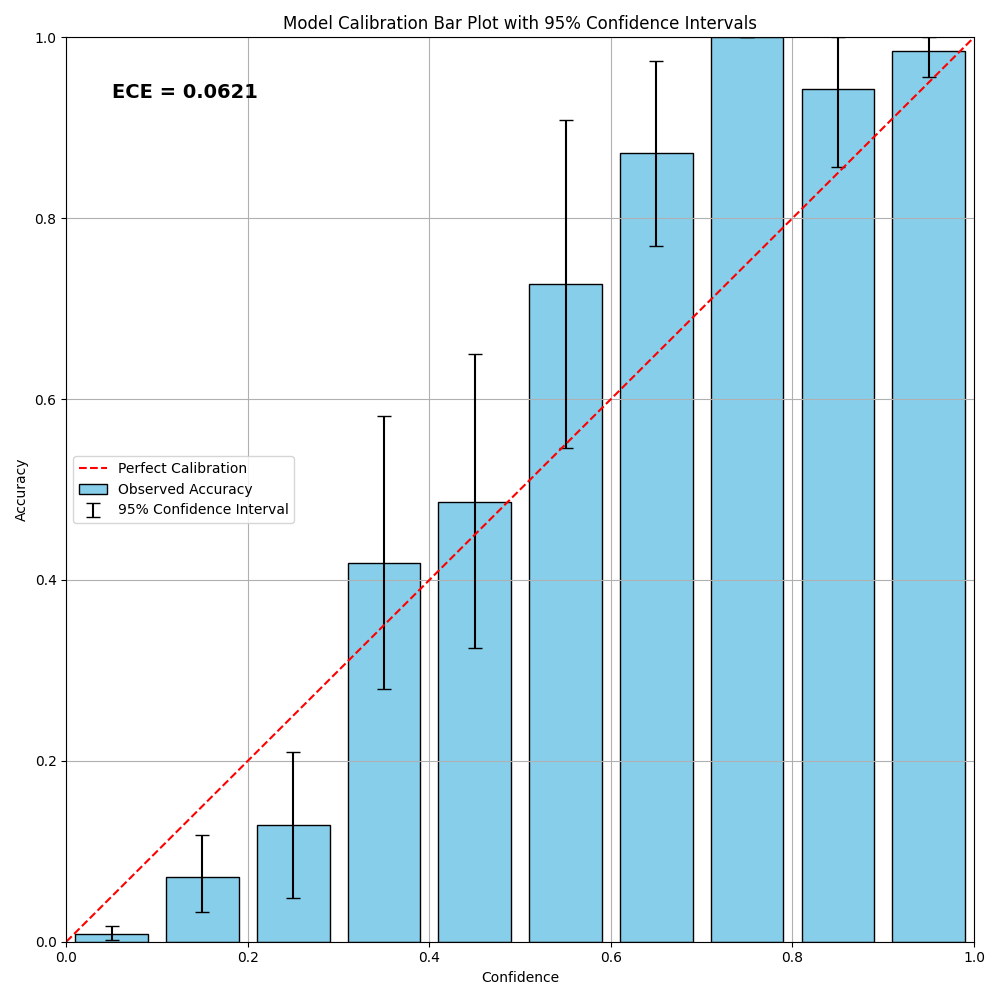 Model Calibration Bar Plot with 95% Confidence Intervals
1.0
ECE = 0.0621
0.8
0.6
Accuracy
Perfect Calibration
Observed Accuracy
95% Confidence Interval
0.4
0.2
0.0
0.0 0.2 0.4 0.6 0.8 1.0
Confidence